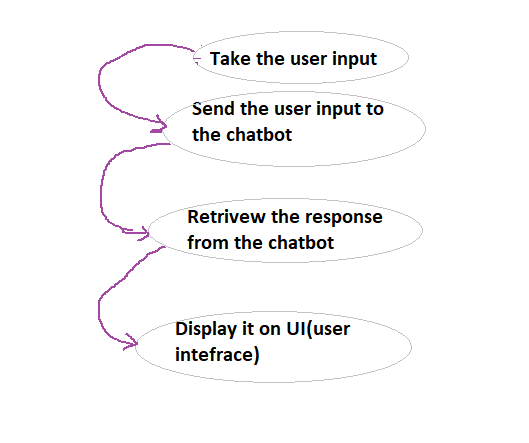 Take the user input
Send the user input to
the chatbot
Retrivew the response
from the chatbot
Display it on UI(user
intefrace)